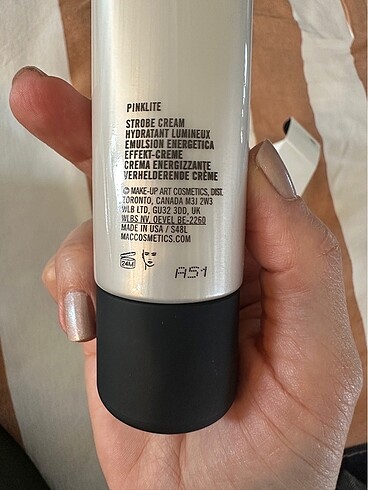 PINKLITE
STROBE CREAM
HYDRATANT LUMINEUX
EMULSION ENERGETICA
EFFEKT-CREME
CREMA ENERGIZZANTE
VERHELDERENDE CRÈME
© MAKE-UP ART COSMETICS, DIST.
TORONTO, CANADA M3J 2W3
WLB LTD, GU32 3DD, UK
WLBS NV. OEVEL BE-2260
MADE IN USA / S48L
MACCOSMETICS.COM
24M
A51